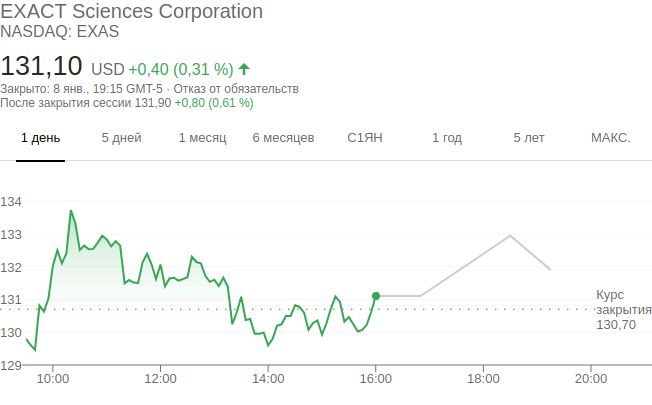 EXACT Sciences Corporation
NASDAQ: EXAS
131,10 USD +0,40 (0,31 %)
Закрыто: 8 янв., 19:15 GMT-5 · Отказ от обязательств
После закрытия сессии 131,90 +0,80 (0,61 %)
1 день 5 дней 1 месяц 6 месяцев С1ЯН 1 год 5 лет МАКС.
134
133
132
131
130
129
Курс
закрытия
130,70
10:00 12:00 14:00 16:00 18:00 20:00